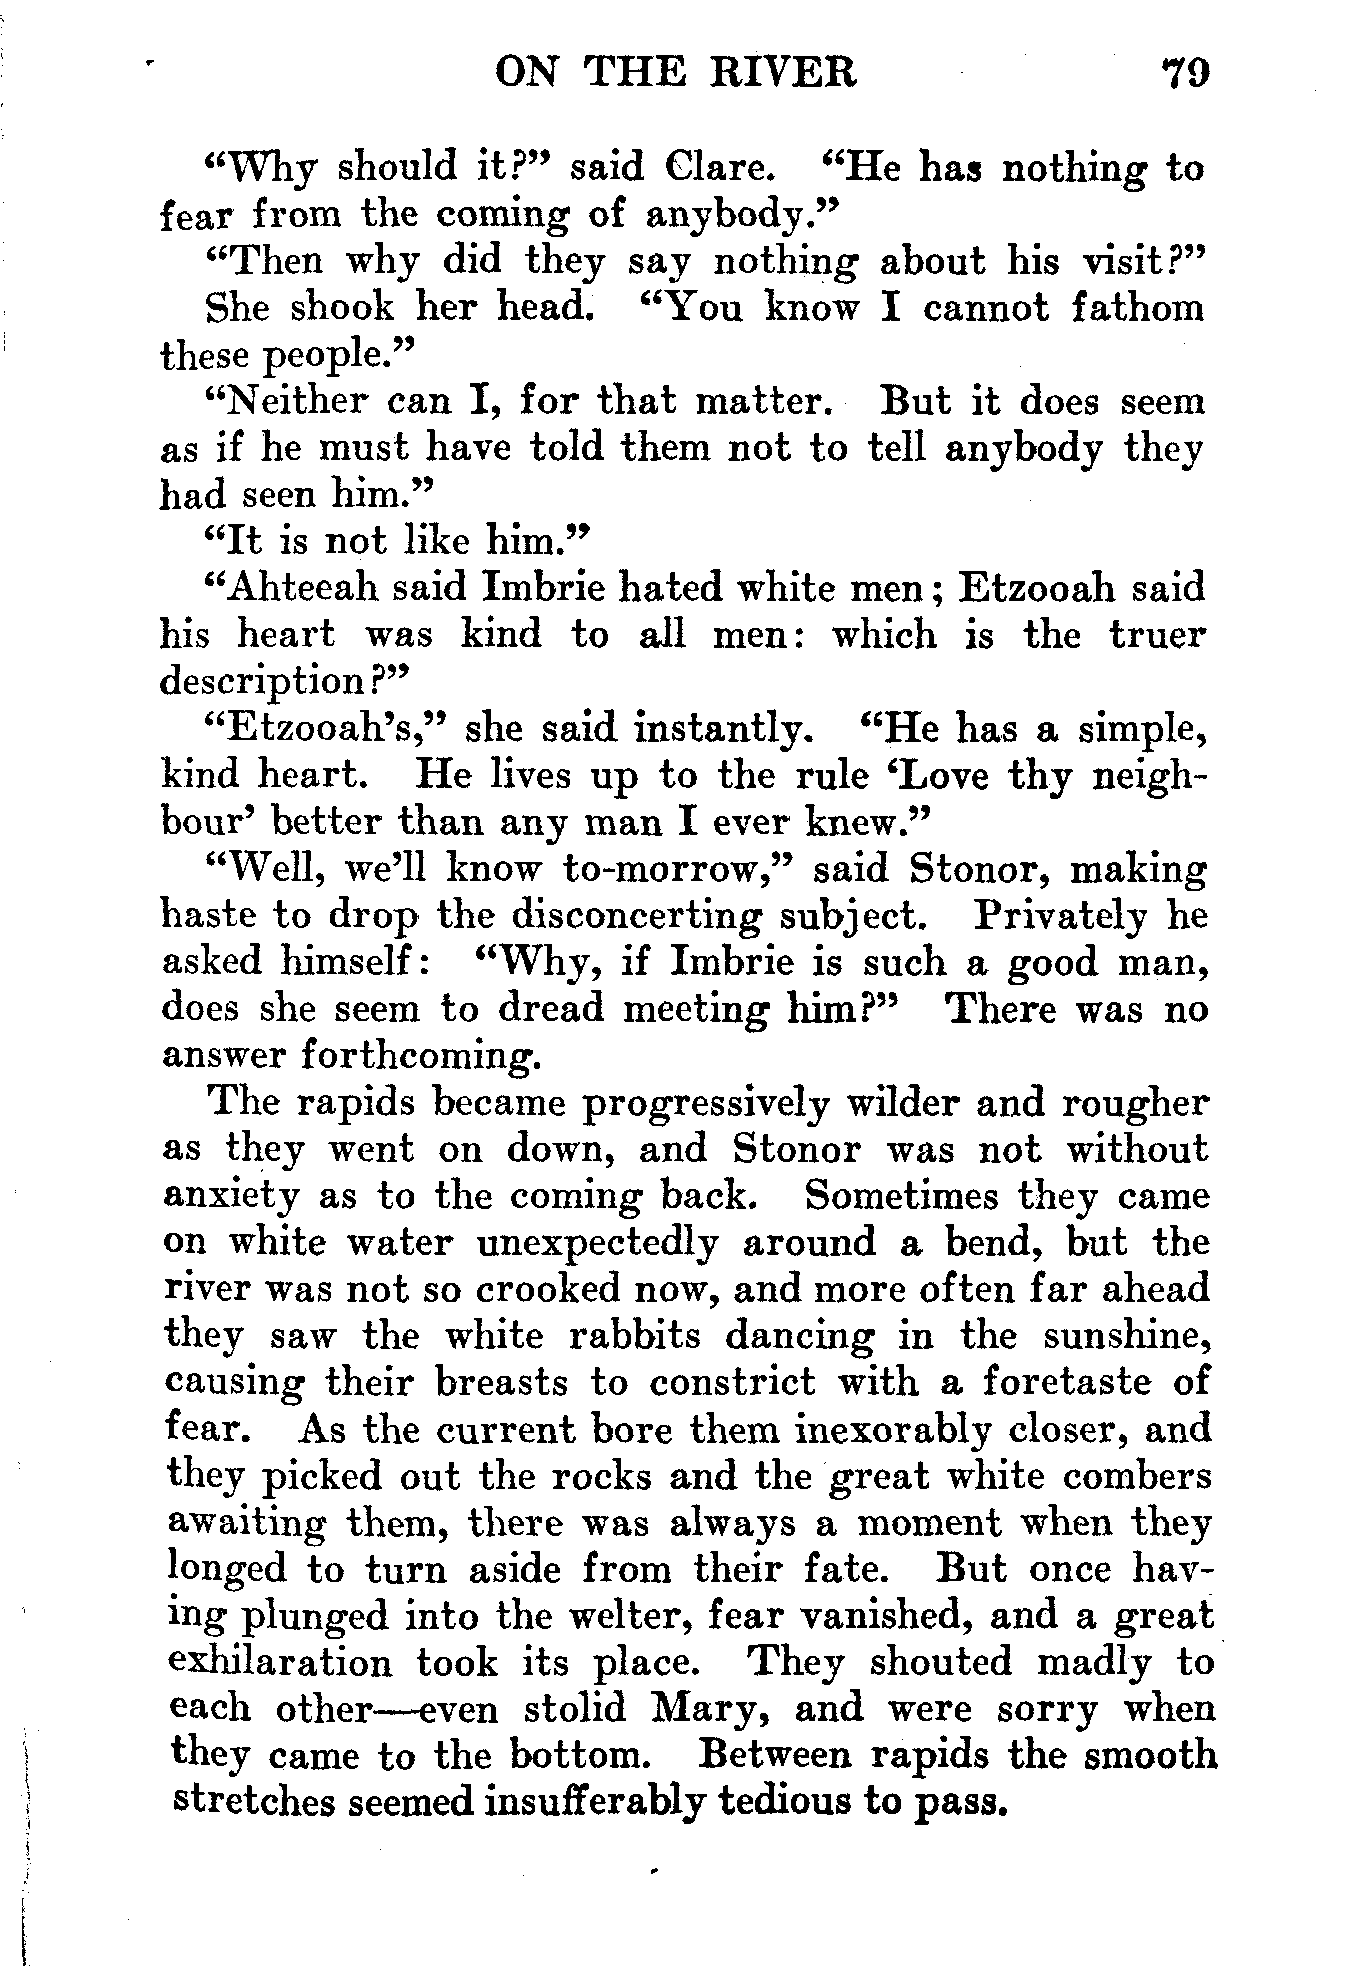 ON THE RIVER 79
“Why should it?” said Clare. “He has nothing to
fear from the coming of anybody.”
“Then why did they say nothing about his visit?”
She shook her head. “You know I cannot fathom
these people.”
“Neither can I, for that matter. But it does seem
as if he must have told them not to tell anybody they
had seen him.”
“It is not like him.”
“Ahteeah said Imbrie hated white men; Etzooah said
his heart was kind to all men: which is the truer
description?”
“Etzooah’s,” she said instantly. “He has a simple,
kind heart. He lives up to the rule ‘Love thy neigh-
bour’ better than any man I ever knew.”
“Well, we’ll know to-morrow,” said Stonor, making
haste to drop the disconcerting subject. Privately he
asked himself: “Why, if Imbrie is such a good man,
does she seem to dread meeting him?” There was no
answer forthcoming.
The rapids became progressively wilder and rougher
as they went on down, and Stonor was not without
anxiety as to the coming back. Sometimes they came
on white water unexpectedly around a bend, but the
river was not so crooked now, and more often far ahead
they saw the white rabbits dancing in the sunshine,
causing their breasts to constrict with a foretaste of
fear. As the current bore them inexorably closer, and
they picked out the rocks and the great white combers
awaiting them, there was always a moment when they
longed to turn aside from their fate. But once hav-
ing plunged into the welter, fear vanished, and a great
exhilaration took its place. They shouted madly to
each other—even stolid Mary, and were sorry when
they came to the bottom. Between rapids the smooth
stretches seemed insufferably tedious to pass.